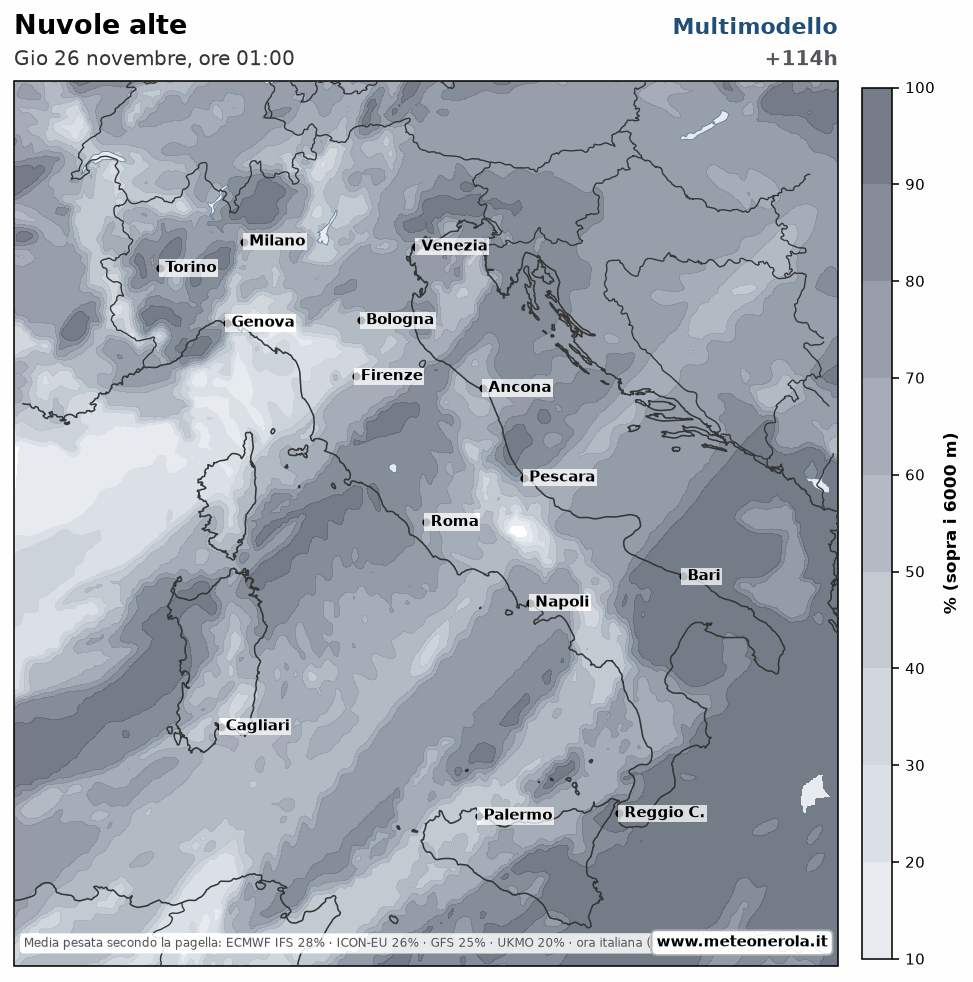 Nuvole alte
Multimodello
Gio 26 novembre, ore 01:00
+114h
100
90
80
70
60
50
40
30
20
10
% (sopra i 6000 m)
Milano
Venezia
Torino
Genova
Bologna
Firenze
Ancona
Pescara
Roma
Bari
Napoli
Cagliari
Palermo
Reggio C.
Media pesata secondo la pagella: ECMWF IFS 28% · ICON-EU 26% · GFS 25% · UKMO 20% · ora italiana (
www.meteonerola.it